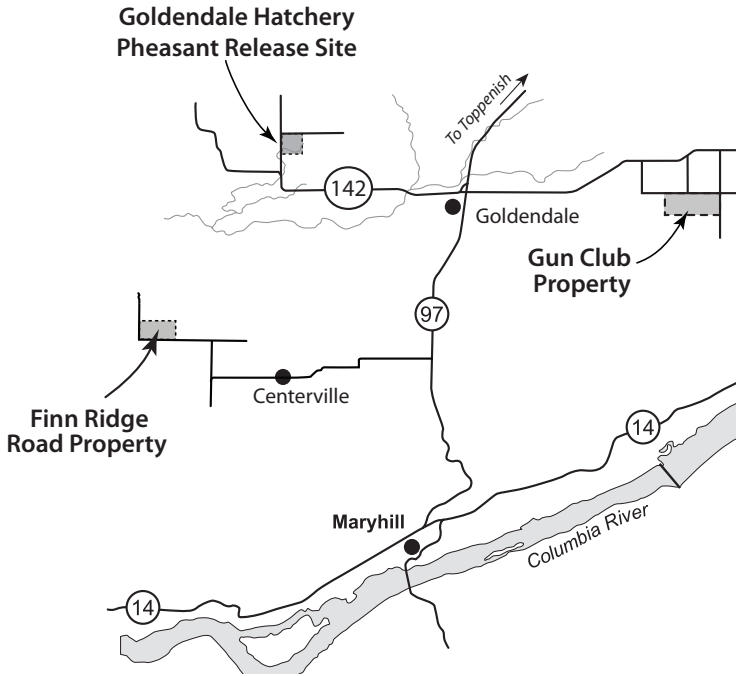 Goldendale Hatchery
Pheasant Release Site
To Toppenish
142
Goldendale
Gun Club
Property
97
Centerville
Finn Ridge
Road Property
14
Maryhill
Columbia River
14